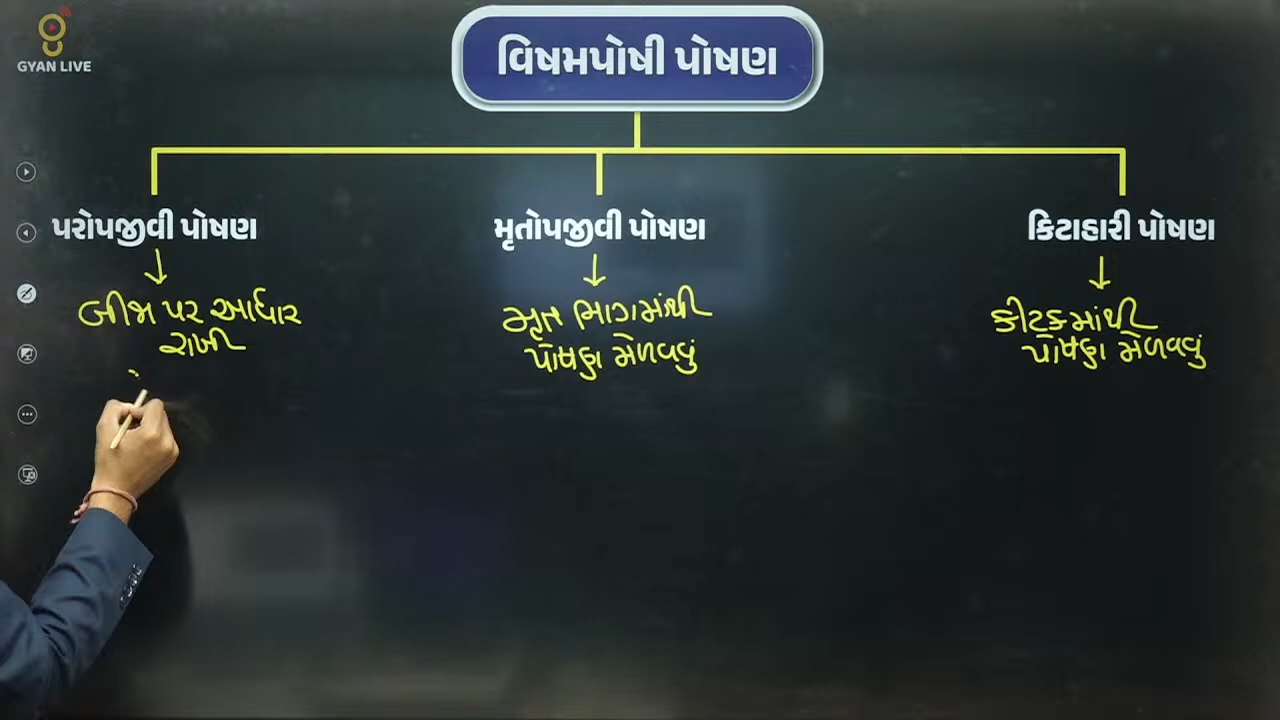 GYAN LIVE
વિષમપોષી પોષણ
પરોપજીવી પોષણ
બીજા પર આધાર
રાખી
મૃતોપજીવી પોષણ
મૃત ભાગમાંથી
પોષણ મેળવવું
કિટાહારી પોષણ
કીટકમાંથી
પોષણ મેળવવું